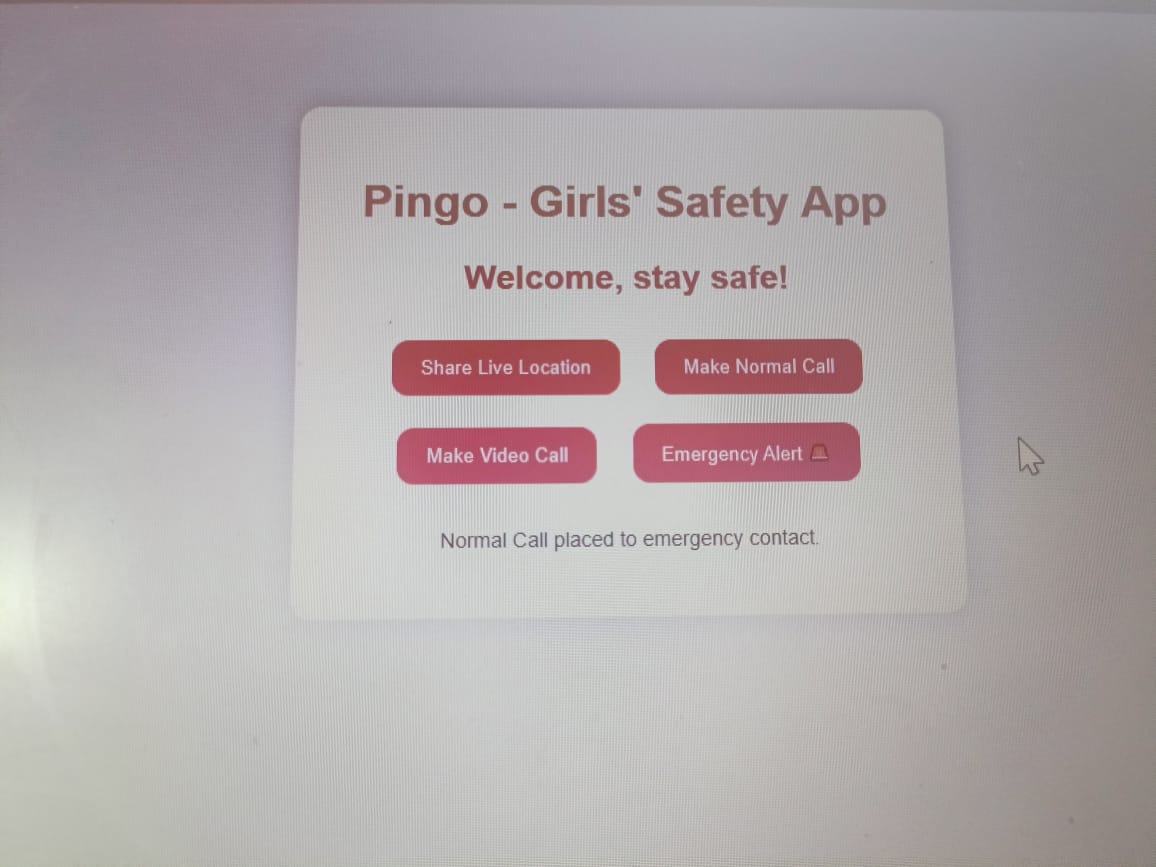 Pingo - Girls' Safety App
Welcome, stay safe!
Share Live Location
Make Normal Call
Make Video Call
Emergency Alert 🚨
Normal Call placed to emergency contact.